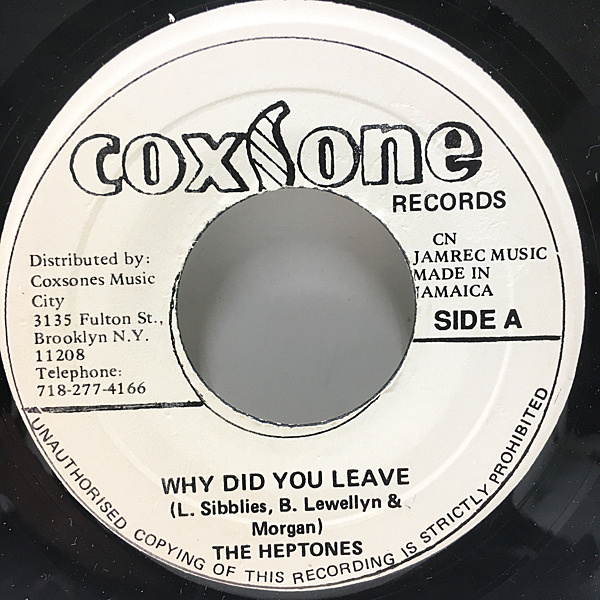 coxsone
RECORDS
Distributed by:
Coxsones Music
City
3135 Fulton St.,
Brooklyn N.Y.
11208
Telephone:
718-277-4166
CN
JAMREC MUSIC
MADE IN
JAMAICA
SIDE A
WHY DID YOU LEAVE
(L. Sibblies, B. Lewellyn &
Morgan)
THE HEPTONES
UNAUTHORISED COPYING OF THIS RECORDING IS STRICTLY PROHIBITED